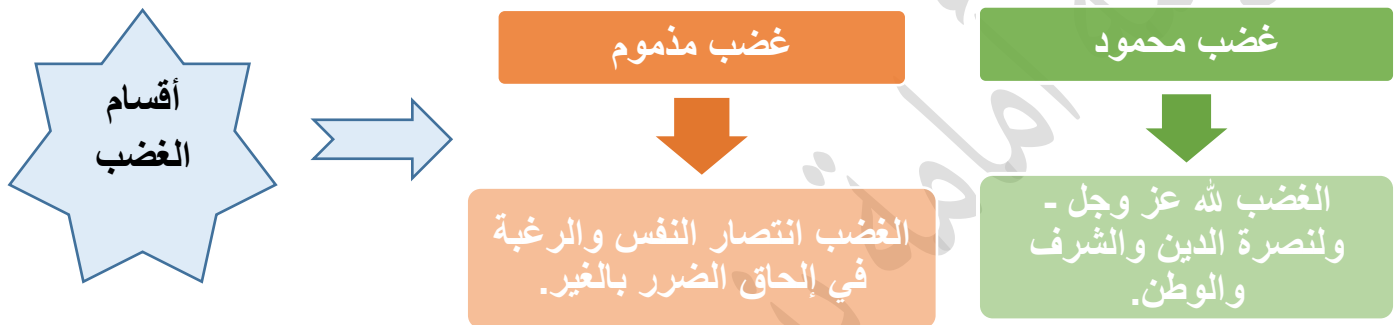 أقسام
الغضب
غضب محمود
الغضب لله عز وجل -
ولنصرة الدين والشرف
والوطن.
غضب مذموم
الغضب انتصار النفس والرغبة
في إلحاق الضرر بالغير.